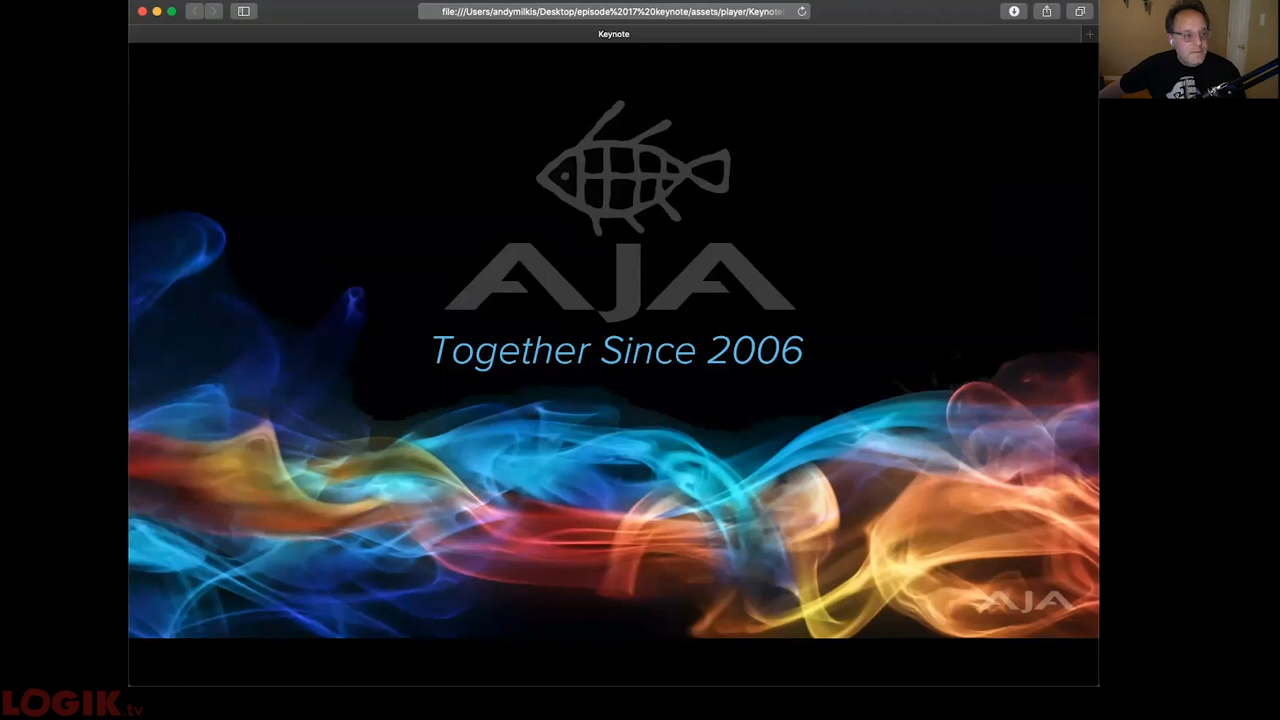 file:///Users/andymilkis/Desktop/episode%2017%20keynote/assets/player/Keynote
Keynote
AJA
Together Since 2006
AJA
LOGIK.tv